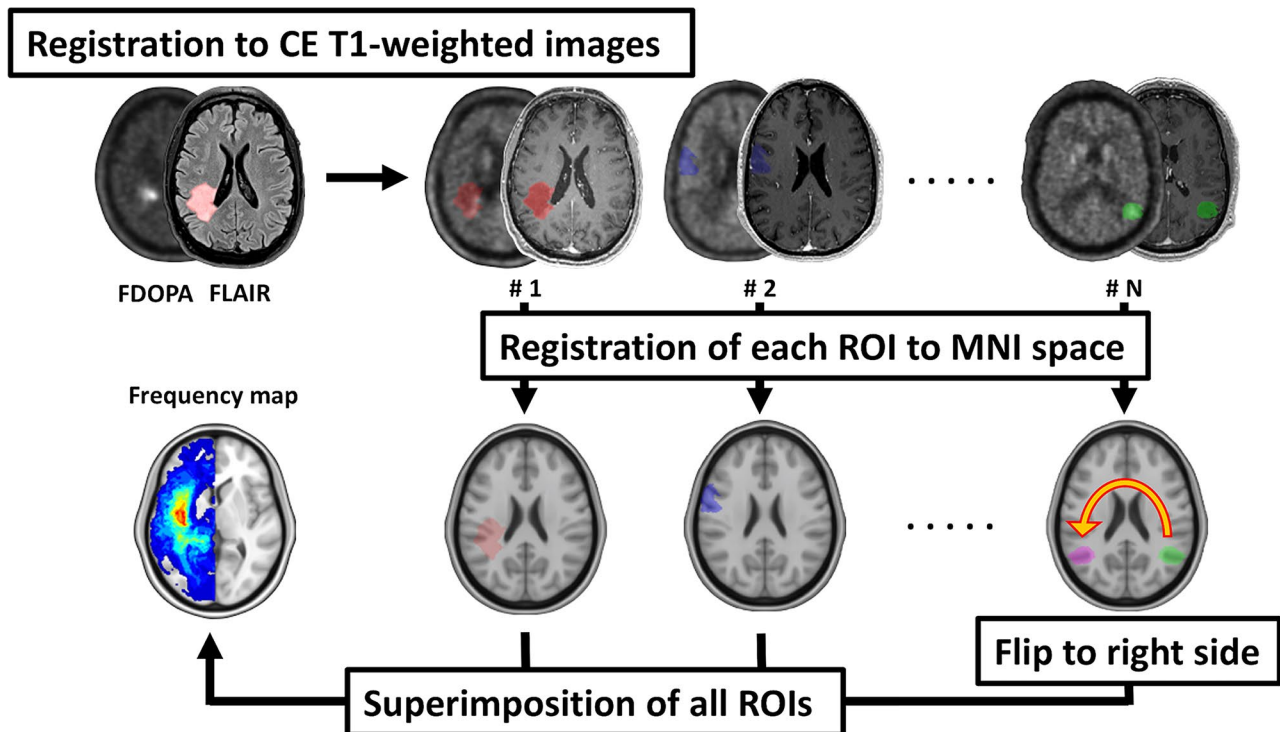 Registration to CE T1-weighted images
. . . . .
FDOPA FLAIR
# 1
# 2
# N
Registration of each ROI to MNI space
Frequency map
. . . . .
Flip to right side
Superimposition of all ROIs